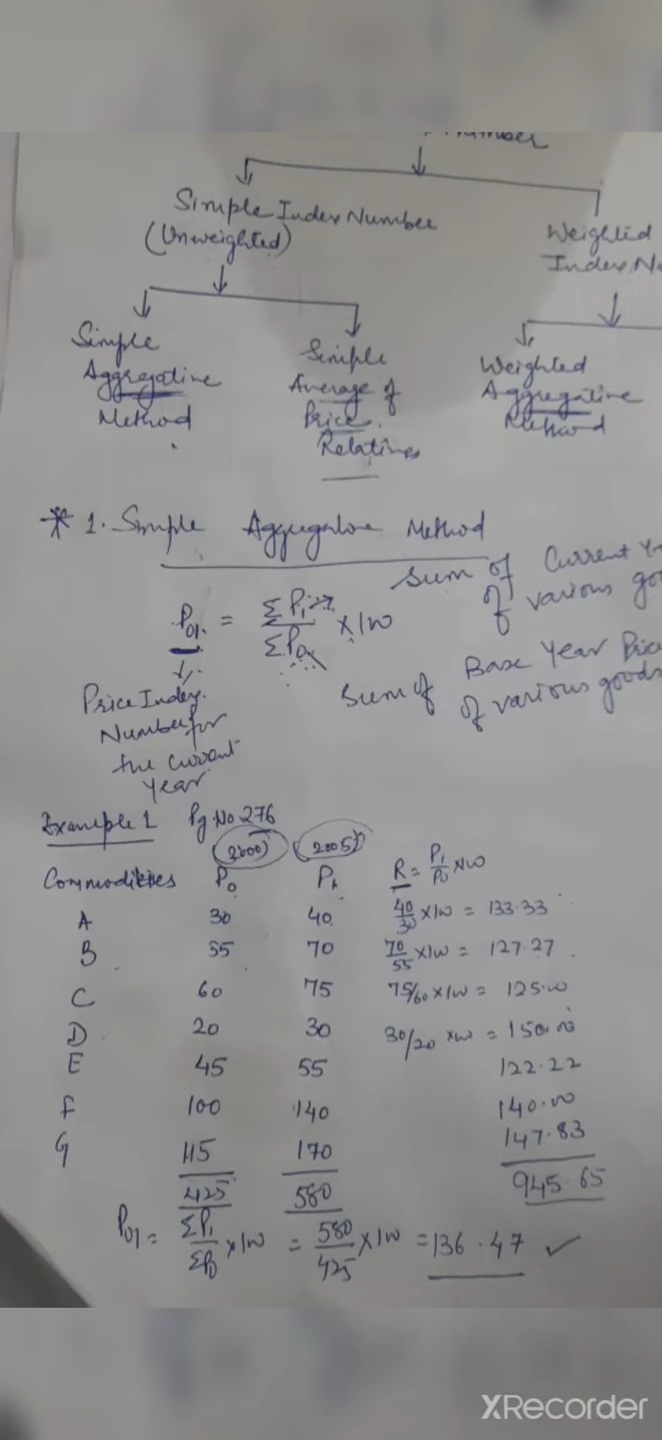 Number
Simple Index Number
(Unweighted)
Weighted
Index Nu
Simple
Aggregative
Method
Simple
Average of
Price
Relatives
Weighted
Aggregative
Method
* 1. Simple Aggregative Method
P01 = ΣP1 / ΣP0 × 100
Sum of Current Ye
of various goo
Sum of Base Year Price
of various goods
Price Index
Number for
the current
year
Example 1 Pg No 276
(2000) (2005)
Commodities P0 P1 R = P1/P0 × 100
A 30 40 40/30 × 100 = 133.33
B 55 70 70/55 × 100 = 127.27
C 60 75 75/60 × 100 = 125.00
D 20 30 30/20 × 100 = 150.00
E 45 55 122.22
F 100 140 140.00
G 115 170 147.83
425 580 945.65
P01 = ΣP1/ΣP0 × 100 = 580/425 × 100 = 136.47 ✓
XRecorder